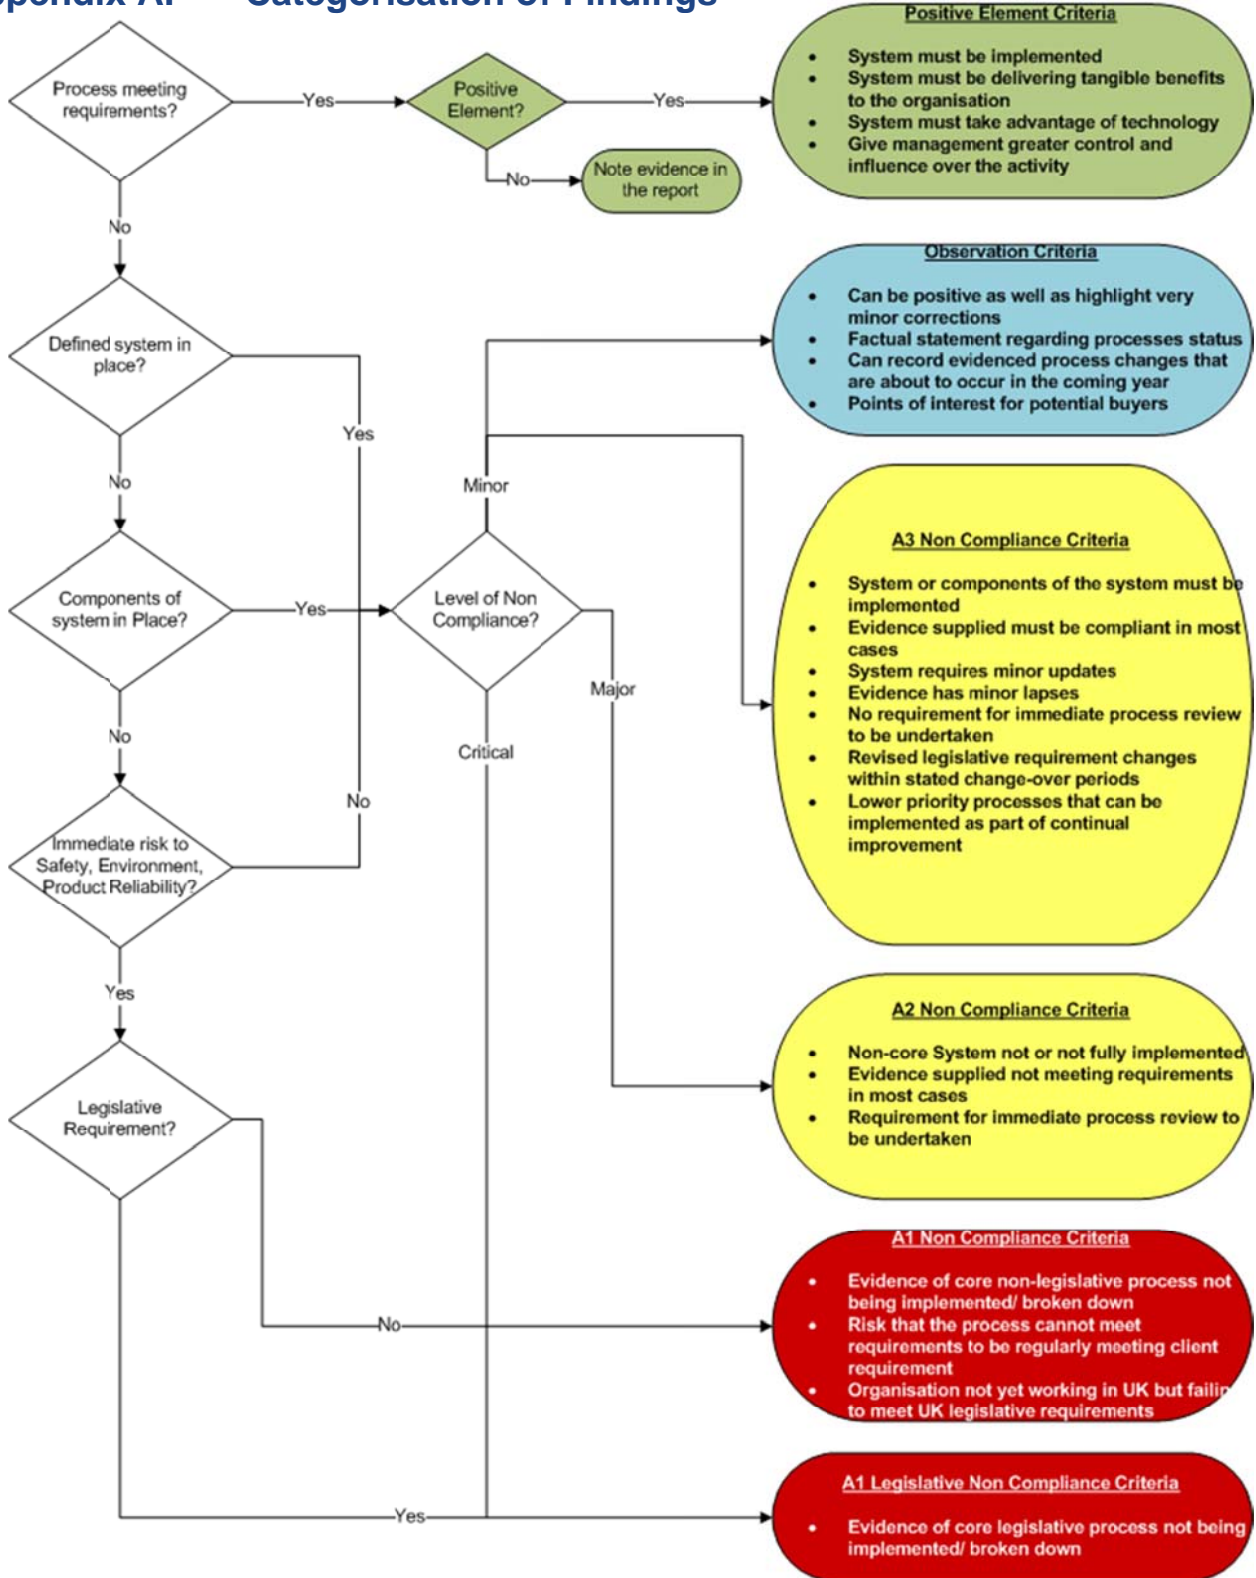 ppendix A. Categorisation of Findings
Process meeting
requirements?
Yes
Positive
Element?
Yes
Positive Element Criteria
• System must be implemented
• System must be delivering tangible benefits
to the organisation
• System must take advantage of technology
• Give management greater control and
influence over the activity
No
Note evidence in
the report
No
Defined system in
place?
Yes
Observation Criteria
• Can be positive as well as highlight very
minor corrections
• Factual statement regarding processes status
• Can record evidenced process changes that
are about to occur in the coming year
• Points of interest for potential buyers
No
Minor
Components of
system in Place?
Yes
Level of Non
Compliance?
A3 Non Compliance Criteria
• System or components of the system must be
implemented
• Evidence supplied must be compliant in most
cases
• System requires minor updates
• Evidence has minor lapses
• No requirement for immediate process review
to be undertaken
• Revised legislative requirement changes
within stated change-over periods
• Lower priority processes that can be
implemented as part of continual
improvement
Major
No
Critical
No
Immediate risk to
Safety, Environment,
Product Reliability?
Yes
A2 Non Compliance Criteria
• Non-core System not or not fully implemented
• Evidence supplied not meeting requirements
in most cases
• Requirement for immediate process review to
be undertaken
Legislative
Requirement?
No
A1 Non Compliance Criteria
• Evidence of core non-legislative process not
being implemented/ broken down
• Risk that the process cannot meet
requirements to be regularly meeting client
requirement
• Organisation not yet working in UK but failin
to meet UK legislative requirements
Yes
A1 Legislative Non Compliance Criteria
• Evidence of core legislative process not being
implemented/ broken down